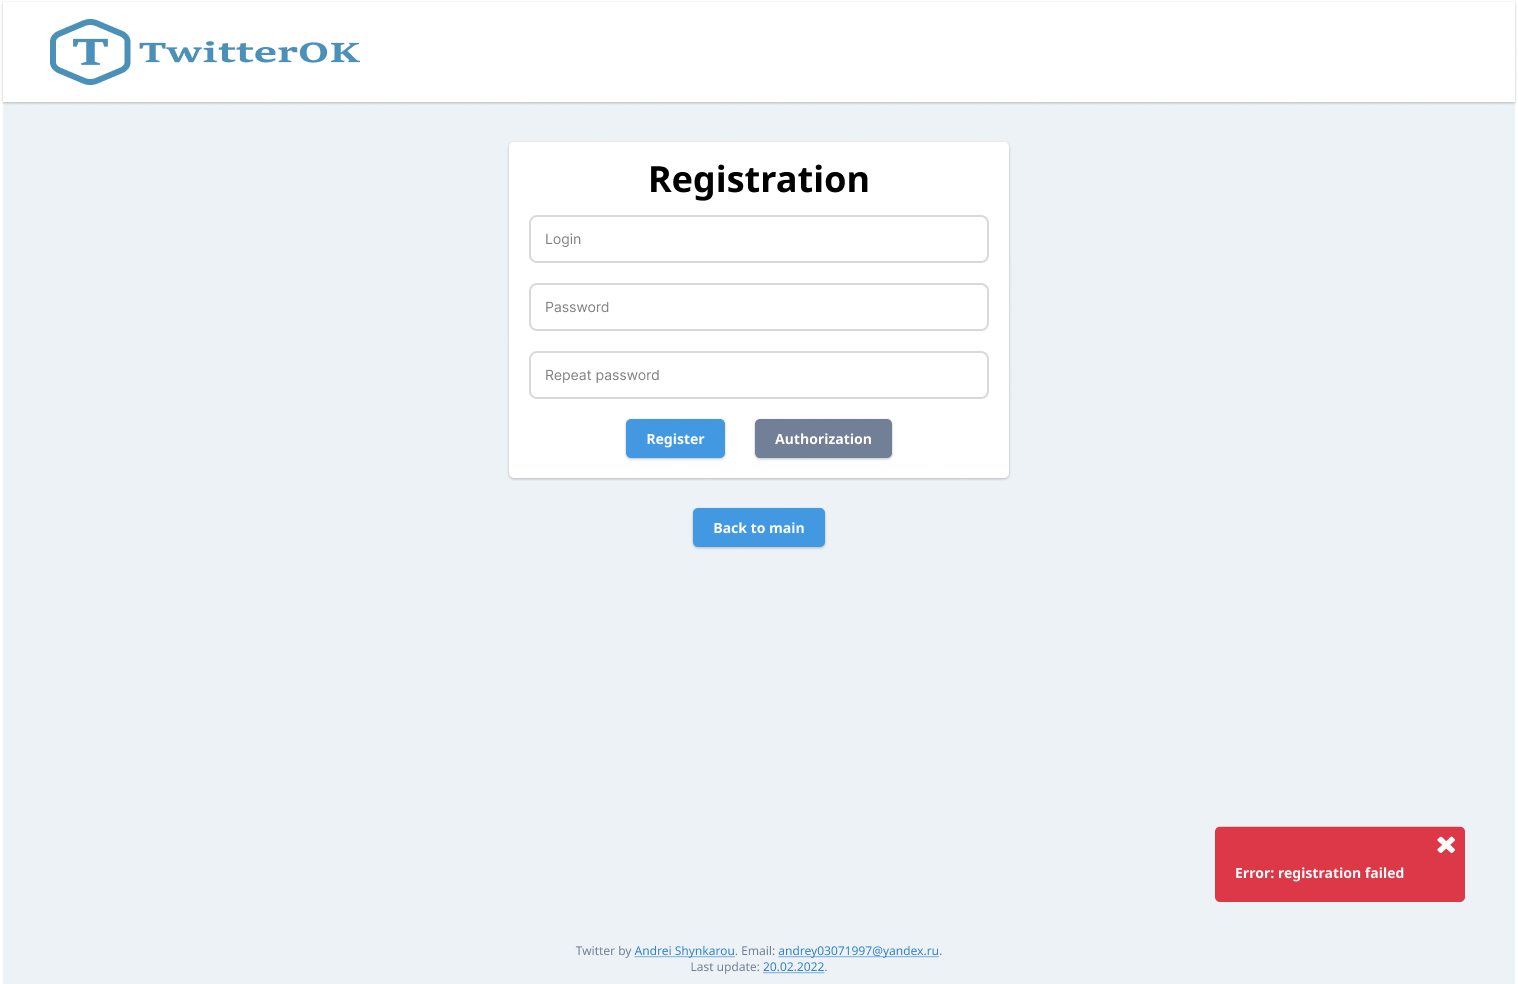 T TwitterOK
Registration
Login
Password
Repeat password
Register Authorization
Back to main
Error: registration failed
Twitter by Andrei Shynkarou. Email: andrey03071997@yandex.ru.
Last update: 20.02.2022.